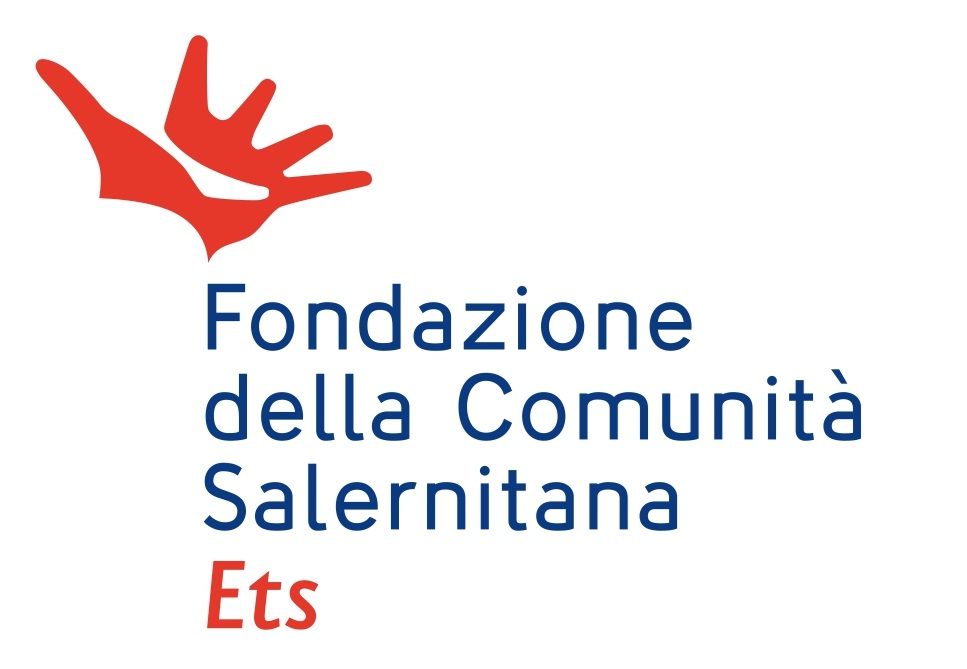 Fondazione
della Comunità
Salernitana
Ets